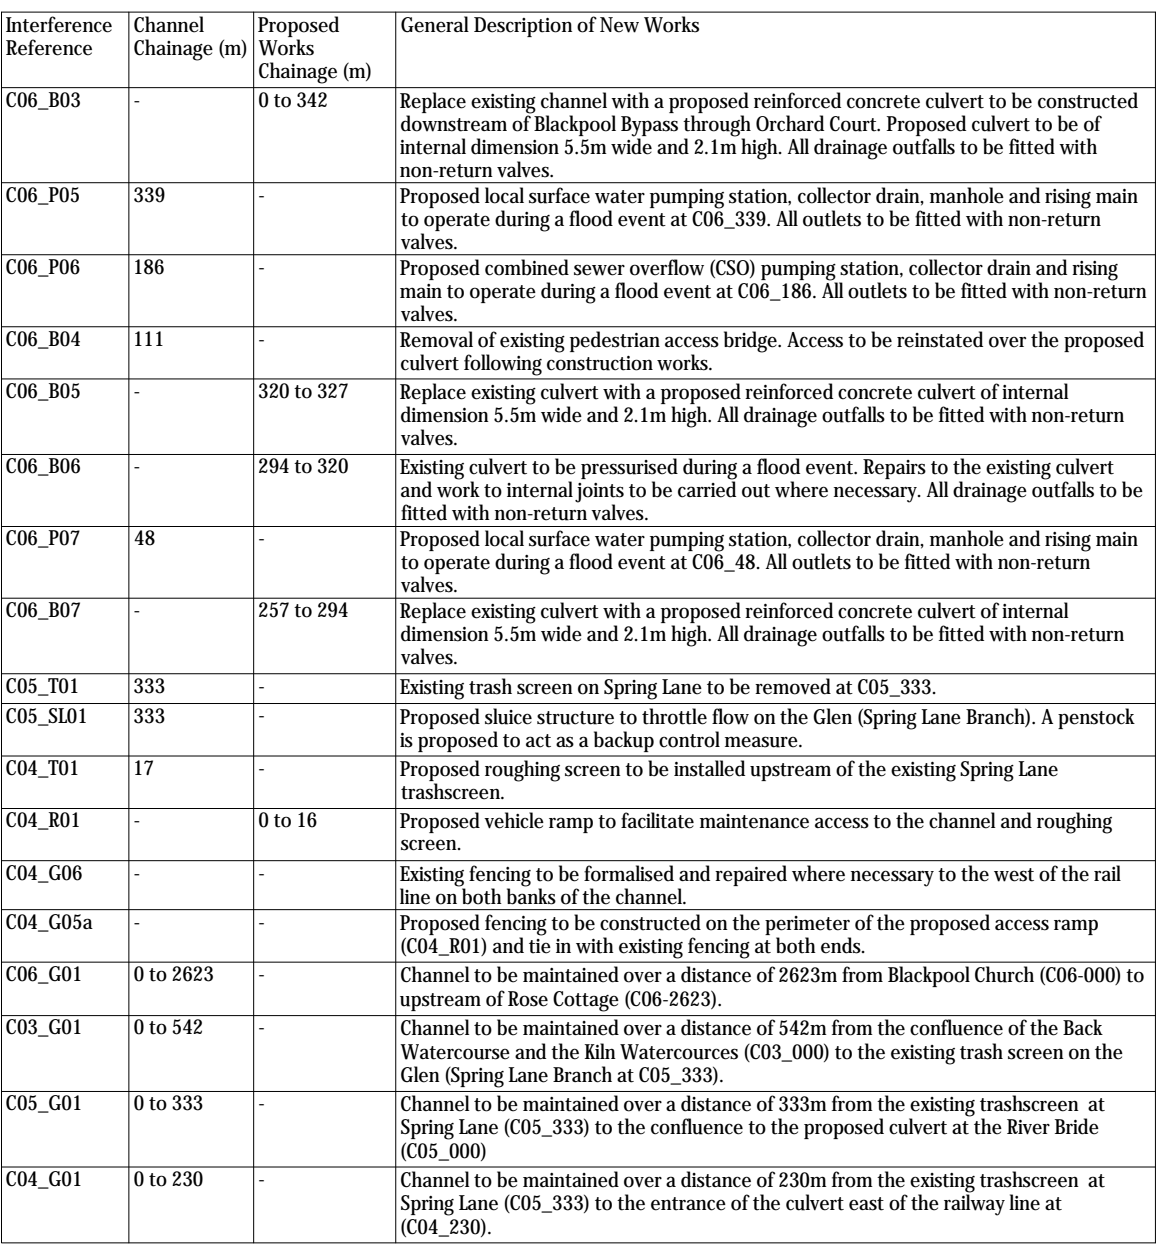 Interference Reference | Channel Chainage (m) | Proposed Works Chainage (m) | General Description of New Works
C06_B03 | - | 0 to 342 | Replace existing channel with a proposed reinforced concrete culvert to be constructed
downstream of Blackpool Bypass through Orchard Court. Proposed culvert to be of
internal dimension 5.5m wide and 2.1m high. All drainage outfalls to be fitted with
non-return valves.
C06_P05 | 339 | - | Proposed local surface water pumping station, collector drain, manhole and rising main
to operate during a flood event at C06_339. All outlets to be fitted with non-return
valves.
C06_P06 | 186 | - | Proposed combined sewer overflow (CSO) pumping station, collector drain and rising
main to operate during a flood event at C06_186. All outlets to be fitted with non-return
valves.
C06_B04 | 111 | - | Removal of existing pedestrian access bridge. Access to be reinstated over the proposed
culvert following construction works.
C06_B05 | - | 320 to 327 | Replace existing culvert with a proposed reinforced concrete culvert of internal
dimension 5.5m wide and 2.1m high. All drainage outfalls to be fitted with non-return
valves.
C06_B06 | - | 294 to 320 | Existing culvert to be pressurised during a flood event. Repairs to the existing culvert
and work to internal joints to be carried out where necessary. All drainage outfalls to be
fitted with non-return valves.
C06_P07 | 48 | - | Proposed local surface water pumping station, collector drain, manhole and rising main
to operate during a flood event at C06_48. All outlets to be fitted with non-return
valves.
C06_B07 | - | 257 to 294 | Replace existing culvert with a proposed reinforced concrete culvert of internal
dimension 5.5m wide and 2.1m high. All drainage outfalls to be fitted with non-return
valves.
C05_T01 | 333 | - | Existing trash screen on Spring Lane to be removed at C05_333.
C05_SL01 | 333 | - | Proposed sluice structure to throttle flow on the Glen (Spring Lane Branch). A penstock
is proposed to act as a backup control measure.
C04_T01 | 17 | - | Proposed roughing screen to be installed upstream of the existing Spring Lane
trashscreen.
C04_R01 | - | 0 to 16 | Proposed vehicle ramp to facilitate maintenance access to the channel and roughing
screen.
C04_G06 | - | - | Existing fencing to be formalised and repaired where necessary to the west of the rail
line on both banks of the channel.
C04_G05a | - | - | Proposed fencing to be constructed on the perimeter of the proposed access ramp
(C04_R01) and tie in with existing fencing at both ends.
C06_G01 | 0 to 2623 | - | Channel to be maintained over a distance of 2623m from Blackpool Church (C06-000) to
upstream of Rose Cottage (C06-2623).
C03_G01 | 0 to 542 | - | Channel to be maintained over a distance of 542m from the confluence of the Back
Watercourse and the Kiln Watercources (C03_000) to the existing trash screen on the
Glen (Spring Lane Branch at C05_333).
C05_G01 | 0 to 333 | - | Channel to be maintained over a distance of 333m from the existing trashscreen at
Spring Lane (C05_333) to the confluence to the proposed culvert at the River Bride
(C05_000)
C04_G01 | 0 to 230 | - | Channel to be maintained over a distance of 230m from the existing trashscreen at
Spring Lane (C05_333) to the entrance of the culvert east of the railway line at
(C04_230).